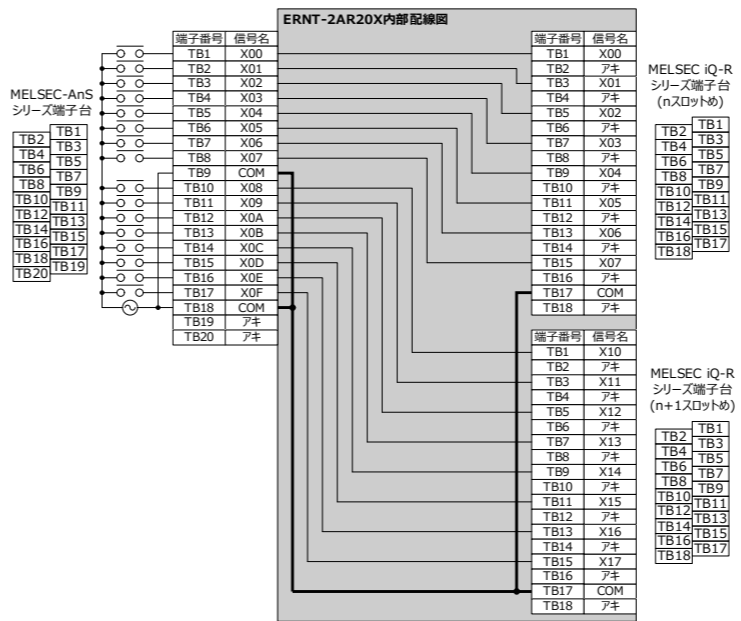 ERNT-2AR20X内部配線図
端子番号 信号名
TB1 X00
TB2 X01
TB3 X02
TB4 X03
TB5 X04
TB6 X05
TB7 X06
TB8 X07
TB9 COM
TB10 X08
TB11 X09
TB12 X0A
TB13 X0B
TB14 X0C
TB15 X0D
TB16 X0E
TB17 X0F
TB18 COM
TB19 アキ
TB20 アキ
MELSEC-AnS
シリーズ端子台
TB1
TB2
TB3
TB4
TB5
TB6
TB7
TB8
TB9
TB10
TB11
TB12
TB13
TB14
TB15
TB16
TB17
TB18
TB19
TB20
端子番号 信号名
TB1 X00
TB2 アキ
TB3 X01
TB4 アキ
TB5 X02
TB6 アキ
TB7 X03
TB8 アキ
TB9 X04
TB10 アキ
TB11 X05
TB12 アキ
TB13 X06
TB14 アキ
TB15 X07
TB16 アキ
TB17 COM
TB18 アキ
MELSEC iQ-R
シリーズ端子台
(nスロットめ)
TB1
TB2
TB3
TB4
TB5
TB6
TB7
TB8
TB9
TB10
TB11
TB12
TB13
TB14
TB15
TB16
TB17
TB18
端子番号 信号名
TB1 X10
TB2 アキ
TB3 X11
TB4 アキ
TB5 X12
TB6 アキ
TB7 X13
TB8 アキ
TB9 X14
TB10 アキ
TB11 X15
TB12 アキ
TB13 X16
TB14 アキ
TB15 X17
TB16 アキ
TB17 COM
TB18 アキ
MELSEC iQ-R
シリーズ端子台
(n+1スロットめ)
TB1
TB2
TB3
TB4
TB5
TB6
TB7
TB8
TB9
TB10
TB11
TB12
TB13
TB14
TB15
TB16
TB17
TB18